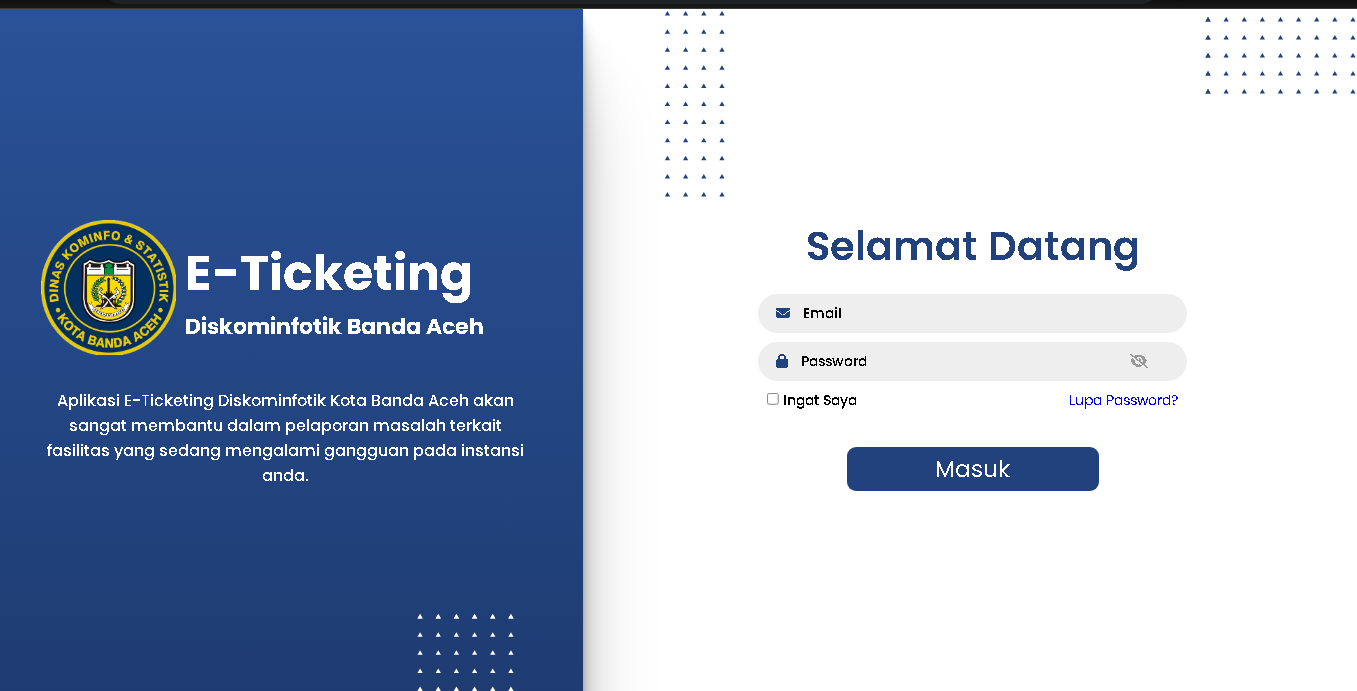 DINAS KOMINFO & STATISTIK
• KOTA BANDA ACEH •
E-Ticketing
Diskominfotik Banda Aceh
Aplikasi E-Ticketing Diskominfotik Kota Banda Aceh akan
sangat membantu dalam pelaporan masalah terkait
fasilitas yang sedang mengalami gangguan pada instansi
anda.
Selamat Datang
Email
Password
Ingat Saya
Lupa Password?
Masuk